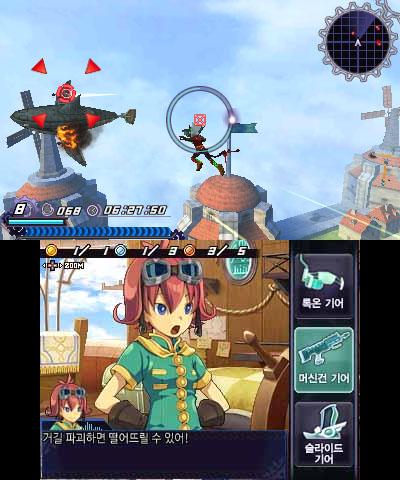 8 068 06:27:50
1/ 1 1/ 3 3/ 5
ZOOM
록온 기어
머신건 기어
슬라이드
기어
거길 파괴하면 떨어뜨릴 수 있어!